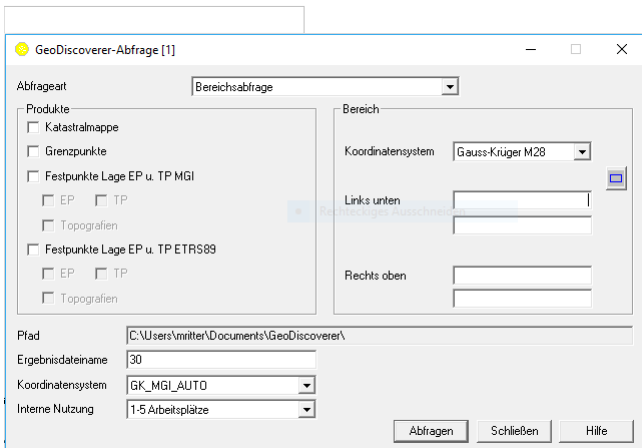 GeoDiscoverer-Abfrage [1]
Abfrageart Bereichsabfrage
Produkte
Katastralmappe
Grenzpunkte
Festpunkte Lage EP u. TP MGI
EP TP
Topografien
Festpunkte Lage EP u. TP ETRS89
EP TP
Topografien
Bereich
Koordinatensystem Gauss-Krüger M28
Links unten
Rechteckiges Ausschneiden
Rechts oben
Pfad C:\Users\mritter\Documents\GeoDiscoverer\
Ergebnisdateiname 30
Koordinatensystem GK_MGI_AUTO
Interne Nutzung 1-5 Arbeitsplätze
Abfragen Schließen Hilfe